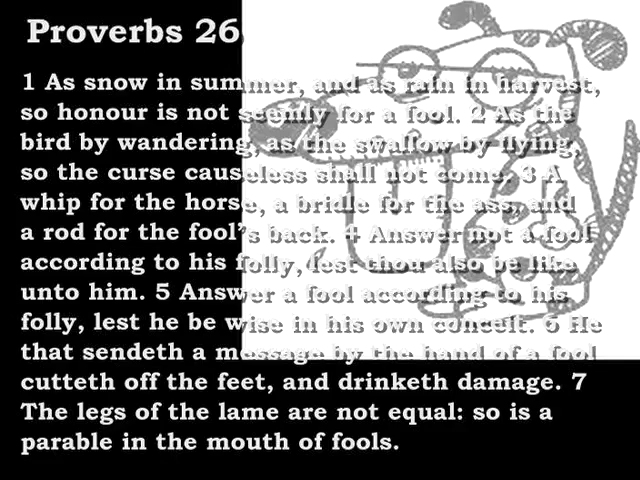 Proverbs 26
1 As snow in summer, and as rain in harvest,
so honour is not seemly for a fool. 2 As the
bird by wandering, as the swallow by flying,
so the curse causeless shall not come. 3 A
whip for the horse, a bridle for the ass, and
a rod for the fool's back. 4 Answer not a fool
according to his folly, lest thou also be like
unto him. 5 Answer a fool according to his
folly, lest he be wise in his own conceit. 6 He
that sendeth a message by the hand of a fool
cutteth off the feet, and drinketh damage. 7
The legs of the lame are not equal: so is a
parable in the mouth of fools.